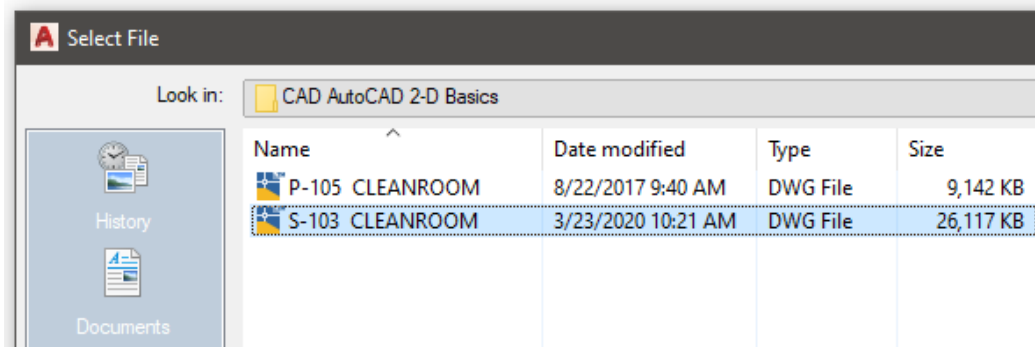 Select File
Look in: CAD AutoCAD 2-D Basics
Name Date modified Type Size
P-105 CLEANROOM 8/22/2017 9:40 AM DWG File 9,142 KB
S-103 CLEANROOM 3/23/2020 10:21 AM DWG File 26,117 KB
History
Documents